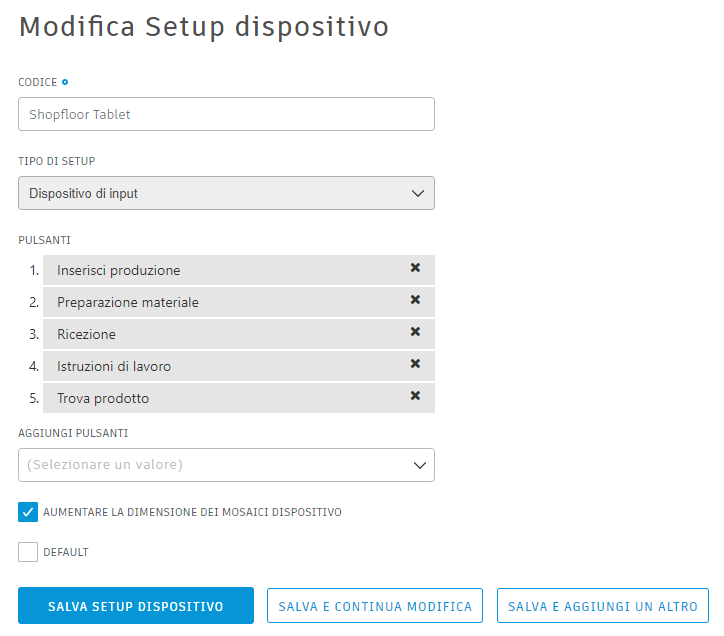 Modifica Setup dispositivo
CODICE
Shopfloor Tablet
TIPO DI SETUP
Dispositivo di input
PULSANTI
1. Inserisci produzione
2. Preparazione materiale
3. Ricezione
4. Istruzioni di lavoro
5. Trova prodotto
AGGIUNGI PULSANTI
(Selezionare un valore)
AUMENTARE LA DIMENSIONE DEI MOSAICI DISPOSITIVO
DEFAULT
SALVA SETUP DISPOSITIVO SALVA E CONTINUA MODIFICA SALVA E AGGIUNGI UN ALTRO